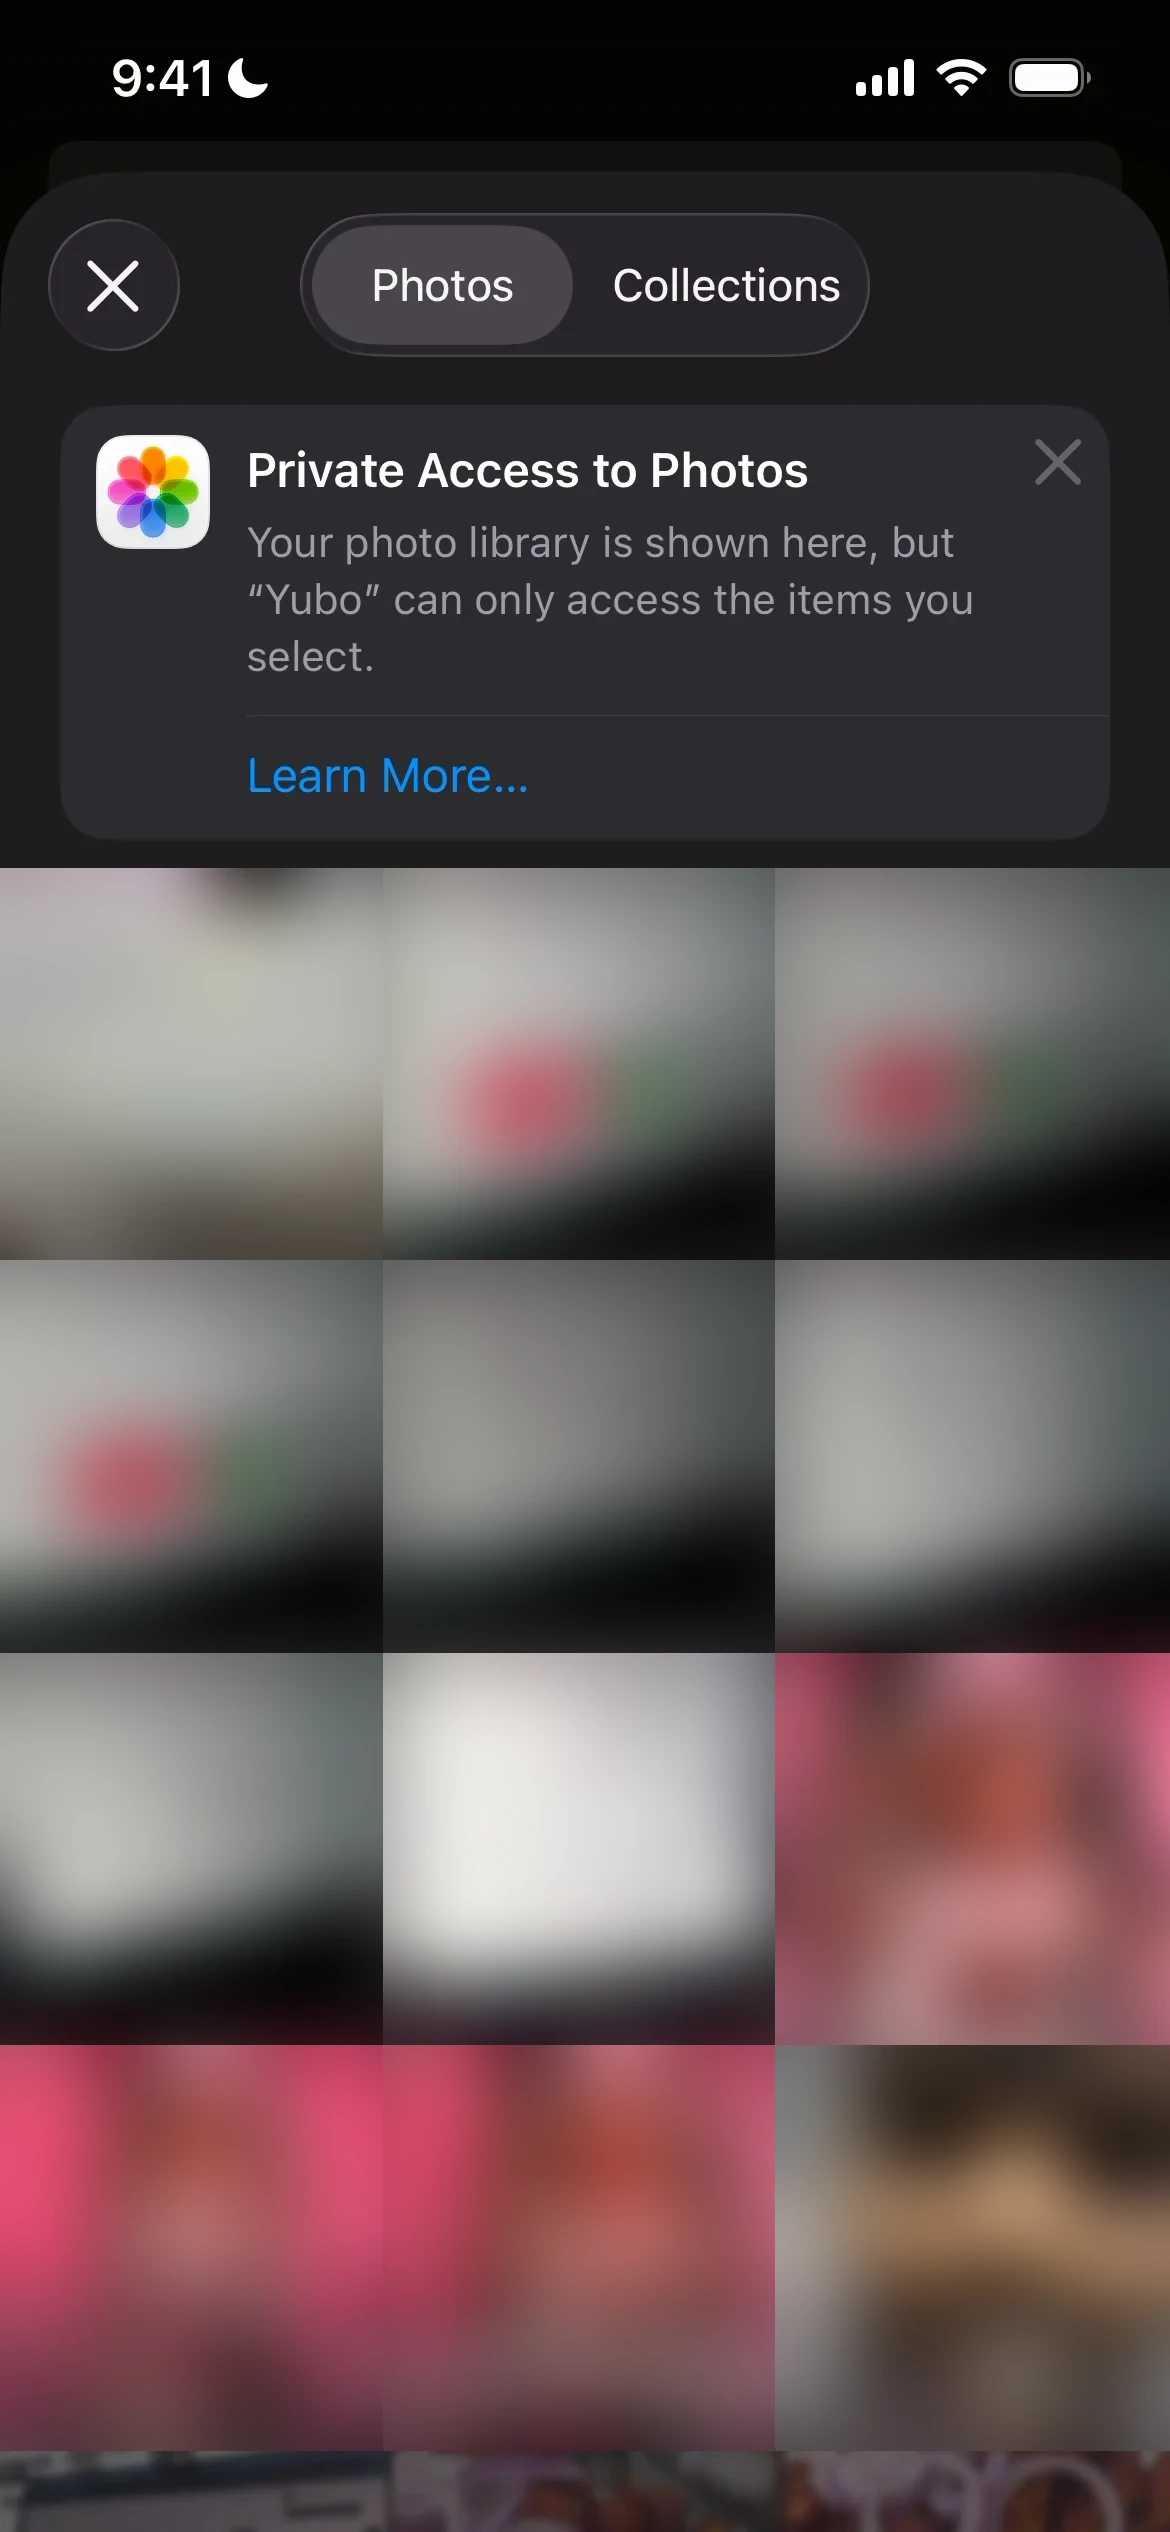 9:41
Photos
Collections
Private Access to Photos
Your photo library is shown here, but
“Yubo” can only access the items you
select.
Learn More...